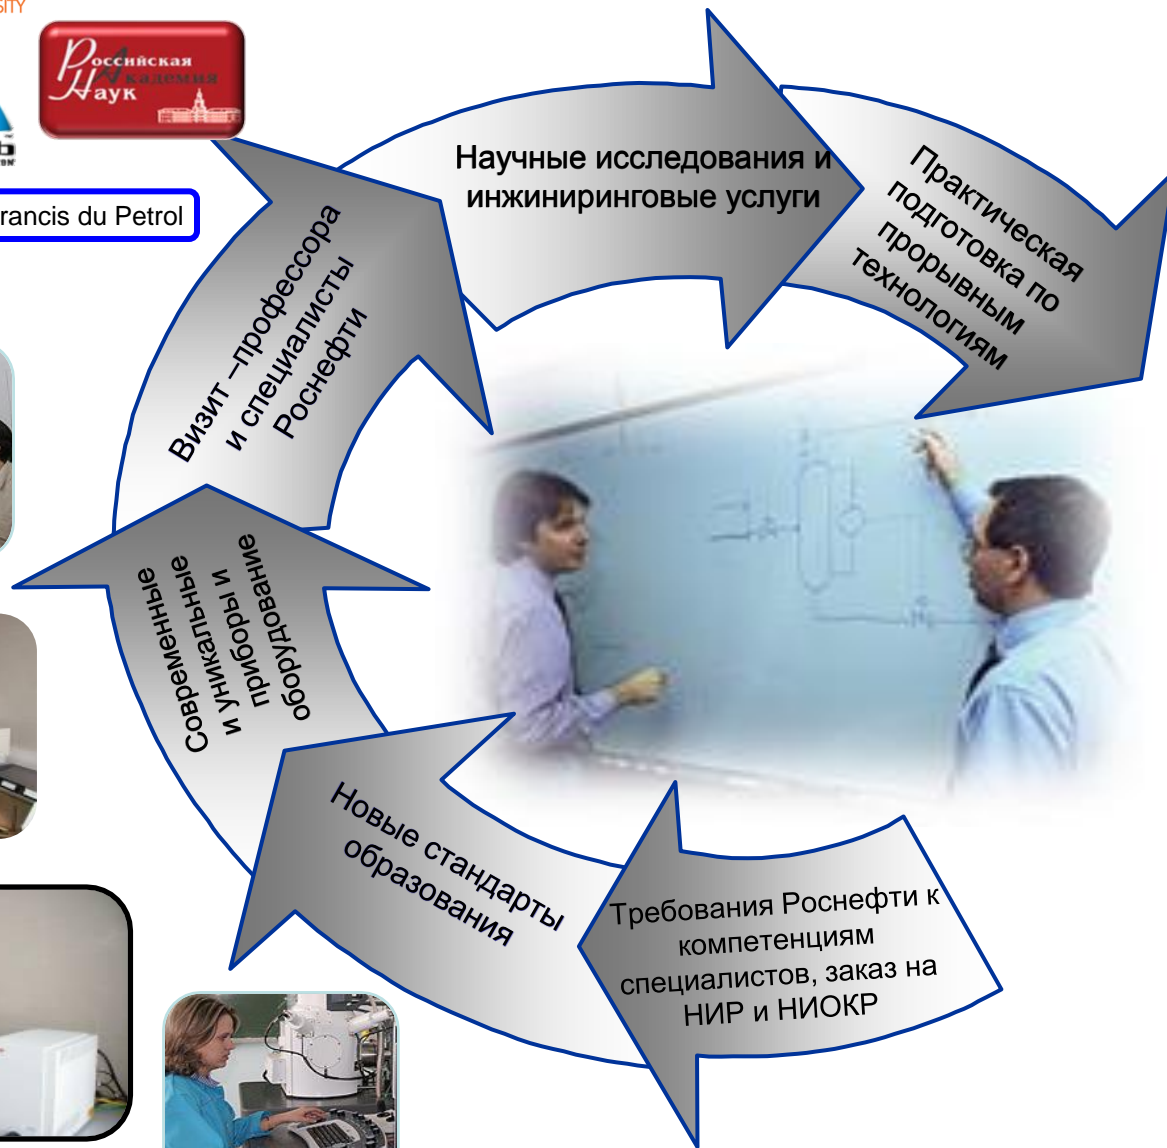 SITY
Российская
Академия
Наук
rancis du Petrol
Научные исследования и
инжиниринговые услуги
Практическая
подготовка по
прорывным
технологиям
Визит –профессора
и специалисты
Роснефти
Современные
и уникальные
приборы и
оборудование
Новые стандарты
образования
Требования Роснефти к
компетенциям
специалистов, заказ на
НИР и НИОКР